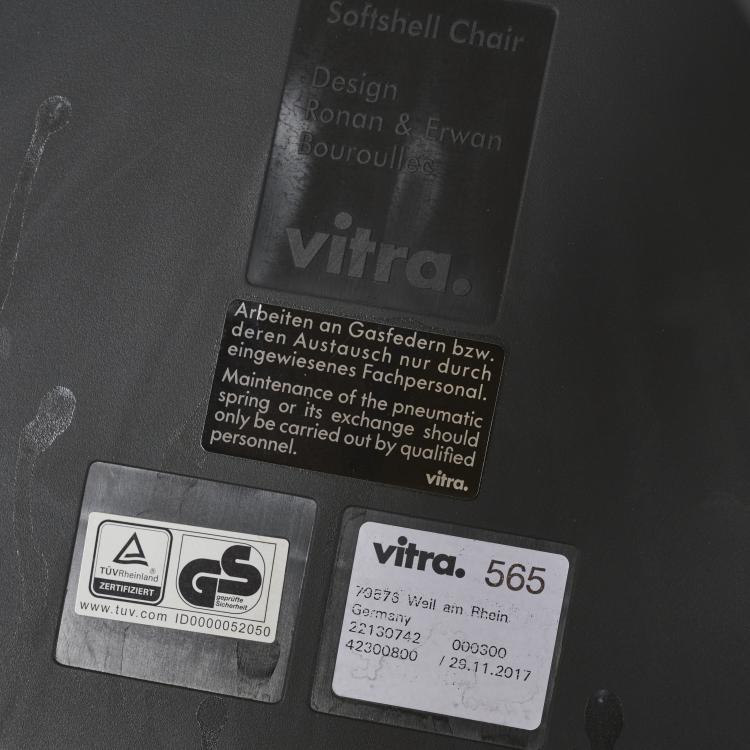 Softshell Chair
Design
Ronan & Erwan
Bouroullec
vitra.
Arbeiten an Gasfedern bzw.
deren Austausch nur durch
eingewiesenes Fachpersonal.
Maintenance of the pneumatic
spring or its exchange should
only be carried out by qualified
personnel.
vitra.
TÜVRheinland®
ZERTIFIZIERT
GS
geprüfte
Sicherheit
www.tuv.com ID0000052050
vitra. 565
79576 Weil am Rhein
Germany
22130742 000300
42300800 / 29.11.2017